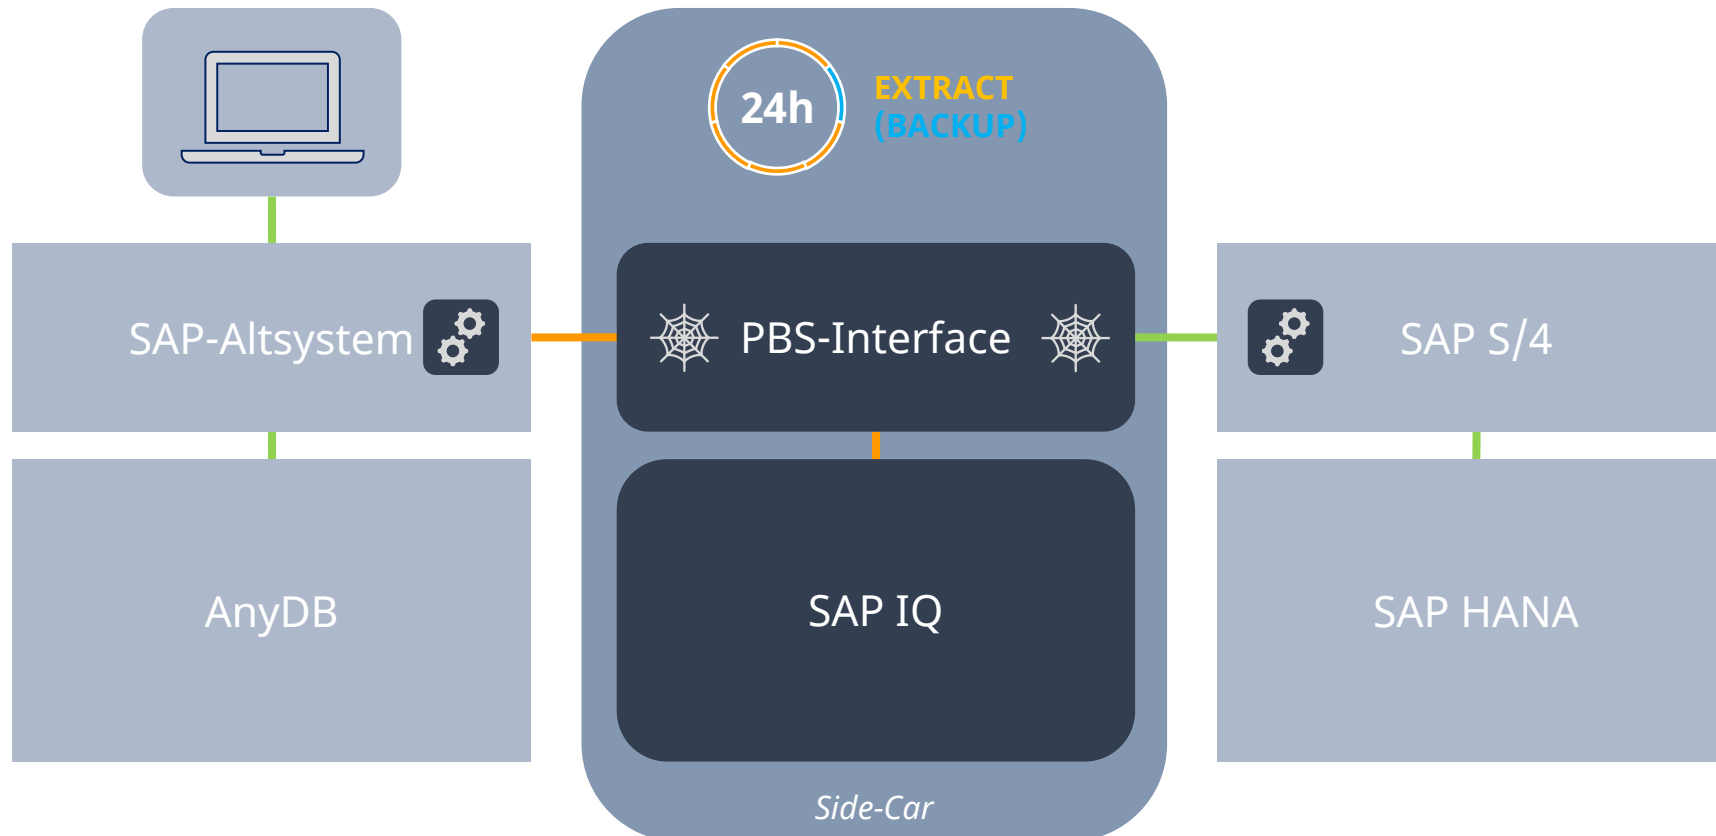 24h
EXTRACT
(BACKUP)
SAP-Altsystem
PBS-Interface
SAP S/4
AnyDB
SAP IQ
SAP HANA
Side-Car